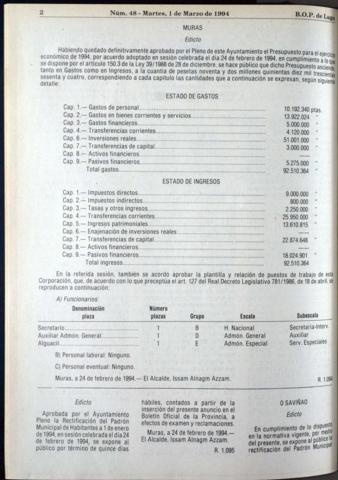 2 Núm. 48 - Martes, 1 de Marzo de 1994 B.O.P. de Lugo
MURAS
Edicto
Habiendo quedado definitivamente aprobado por el Pleno de este Ayuntamiento el Presupuesto para el ejercicio
económico de 1994, por acuerdo adoptado en sesión celebrada el día 24 de febrero de 1994, en cumplimiento a lo que
se dispone por el artículo 150.3 de la Ley 39/1988 de 28 de diciembre, se hace público que dicho Presupuesto asciende
tanto en Gastos como en Ingresos, a la cuantía de pesetas noventa y dos millones quinientas diez mil trescientas
sesenta y cuatro, correspondiendo a cada capítulo las cantidades que a continuación se expresan, según siguiente
detalle:
ESTADO DE GASTOS
Cap. 1.— Gastos de personal 10.192.340 ptas.
Cap. 2.— Gastos en bienes corrientes y servicios 13.922.024 "
Cap. 3.— Gastos financieros 5.000.000 "
Cap. 4.— Transferencias corrientes 4.120.000 "
Cap. 6.— Inversiones reales 51.001.000 "
Cap. 7.— Transferencias de capital 3.000.000 "
Cap. 8.— Activos financieros —— "
Cap. 9.— Pasivos financieros 5.275.000 "
Total gastos 92.510.364 "
ESTADO DE INGRESOS
Cap. 1.— Impuestos directos 9.000.000 "
Cap. 2.— Impuestos indirectos 800.000 "
Cap. 3.— Tasas y otros ingresos 2.250.000 "
Cap. 4.— Transferencias corrientes 25.950.000 "
Cap. 5.— Ingresos patrimoniales 13.610.815 "
Cap. 6.— Enajenación de inversiones reales —— "
Cap. 7.— Transferencias de capital 22.874.648 "
Cap. 8.— Activos financieros —— "
Cap. 9.— Pasivos financieros 18.024.901 "
Total ingresos 92.510.364 "
En la referida sesión, también se acordo aprobar la plantilla y relación de puestos de trabajo de esta
Corporación, que, de acuerdo con lo que preceptúa el art. 127 del Real Decreto Legislativo 781/1986, de 18 de abril, se
reproducen a continuación:
A) Funcionarios:
Denominación plaza Número plazas Grupo Escala Subescala
Secretario 1 B H. Nacional Secretaría-Interv.
Auxiliar Admón. General 1 D Admón. General Auxiliar
Alguacil 1 E Admón. Especial Serv. Especiales
B) Personal laboral: Ninguno.
C) Personal eventual: Ninguno.
Muras, a 24 de febrero de 1994.— El Alcalde, Issam Alnagm Azzam. R. 1.094
Edicto
Aprobada por el Ayuntamiento
Pleno la Rectificación del Padrón
Municipal de Habitantes a 1 de enero
de 1994, en sesión celebrada el día 24
de febrero de 1994, se expone al
público por término de quince días
hábiles, contados a partir de la
inserción del presente anuncio en el
Boletín Oficial de la Provincia, a
efectos de examen y reclamaciones.
Muras, a 24 de febrero de 1994.—
El Alcalde, Issam Alnagm Azzam.
R. 1.095
O SAVIÑAO
Edicto
En cumplimiento de lo dispuesto
en la normativa vigente, por medio
del presente, se expone al público la
rectificación del Padrón Municipal